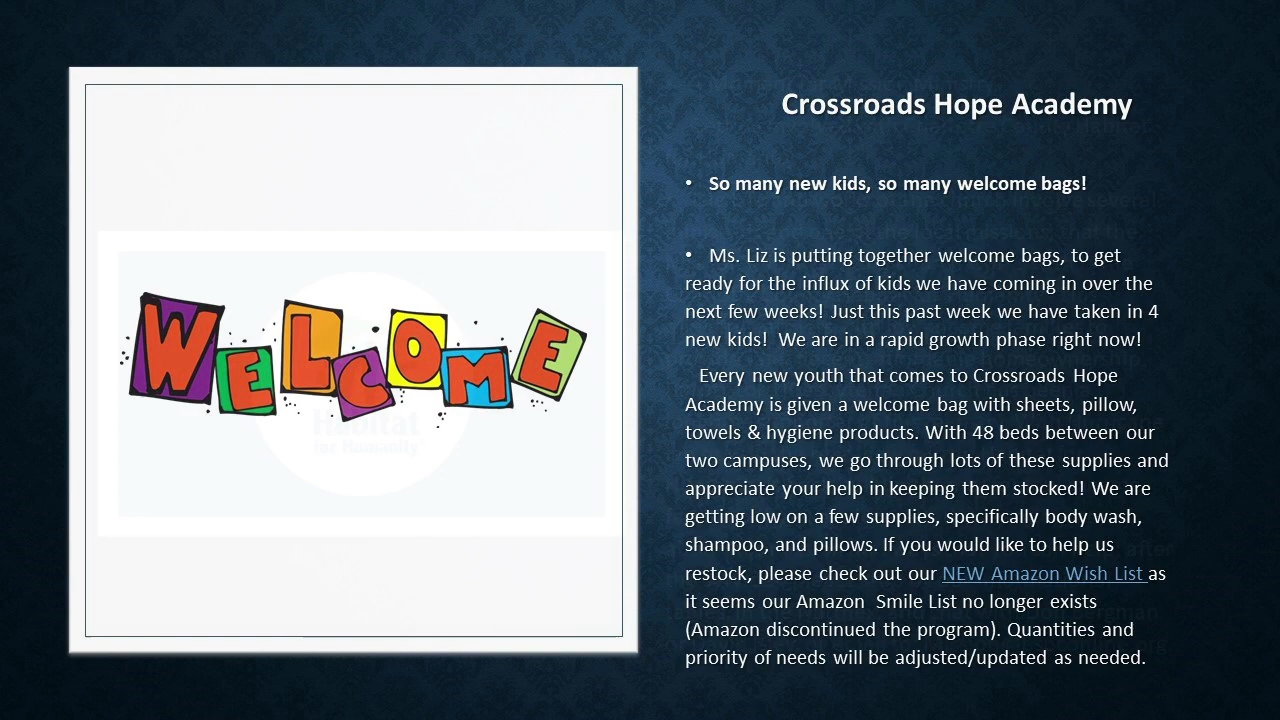 WELCOME
Habitat
for Humanity
Crossroads Hope Academy
• So many new kids, so many welcome bags!
• Ms. Liz is putting together welcome bags, to get
ready for the influx of kids we have coming in over the
next few weeks! Just this past week we have taken in 4
new kids!  We are in a rapid growth phase right now!
Every new youth that comes to Crossroads Hope
Academy is given a welcome bag with sheets, pillow,
towels & hygiene products. With 48 beds between our
two campuses, we go through lots of these supplies and
appreciate your help in keeping them stocked! We are
getting low on a few supplies, specifically body wash,
shampoo, and pillows. If you would like to help us
restock, please check out our NEW Amazon Wish List as
it seems our Amazon  Smile List no longer exists
(Amazon discontinued the program). Quantities and
priority of needs will be adjusted/updated as needed.